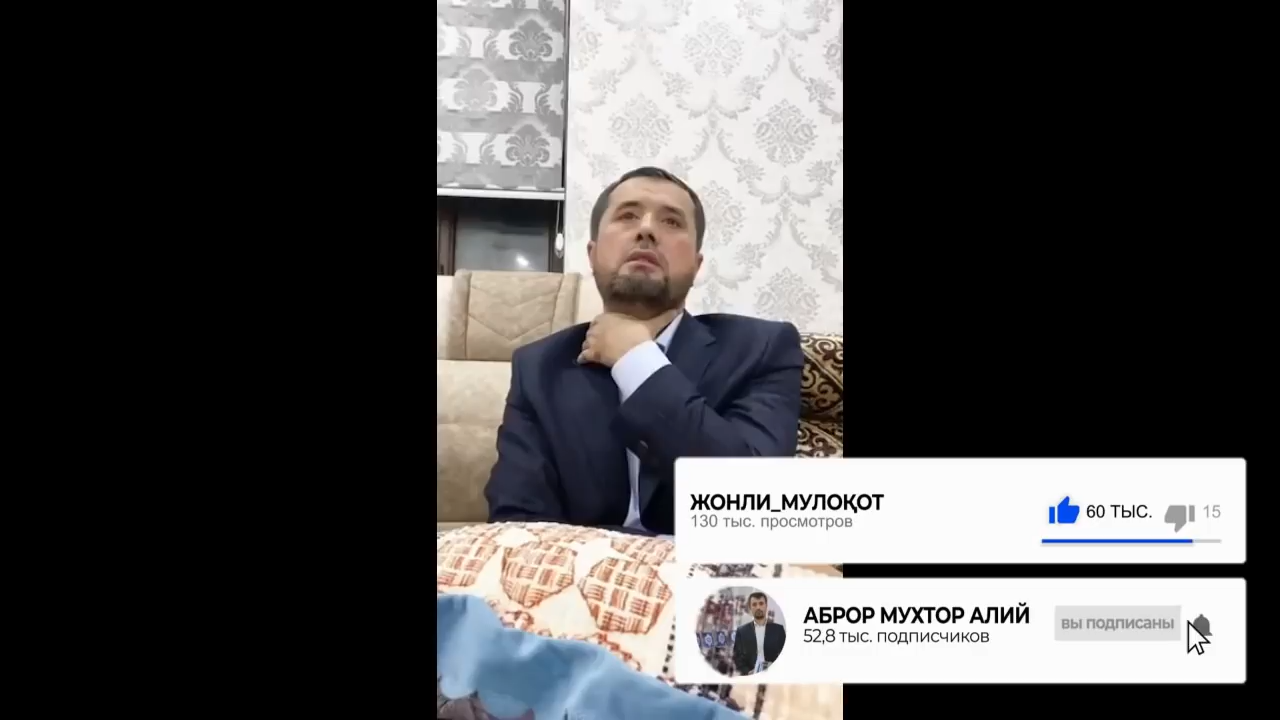 ЖОНЛИ_МУЛОҚОТ
130 тыс. просмотров
60 ТЫС.
15
АБРОР МУХТОР АЛИЙ
52,8 тыс. подписчиков
вы подписаны